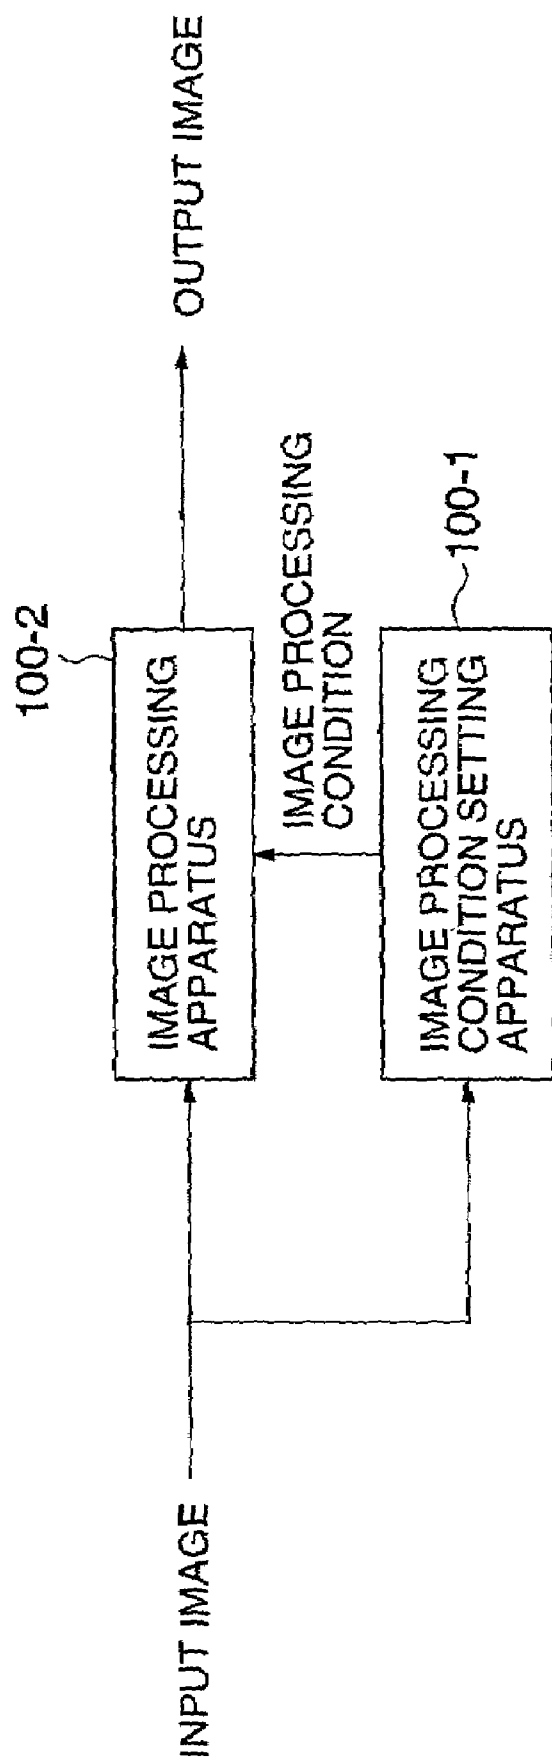 INPUT IMAGE
100-2
IMAGE PROCESSING
APPARATUS
OUTPUT IMAGE
IMAGE PROCESSING
CONDITION
IMAGE PROCESSING
CONDITION SETTING
APPARATUS
100-1